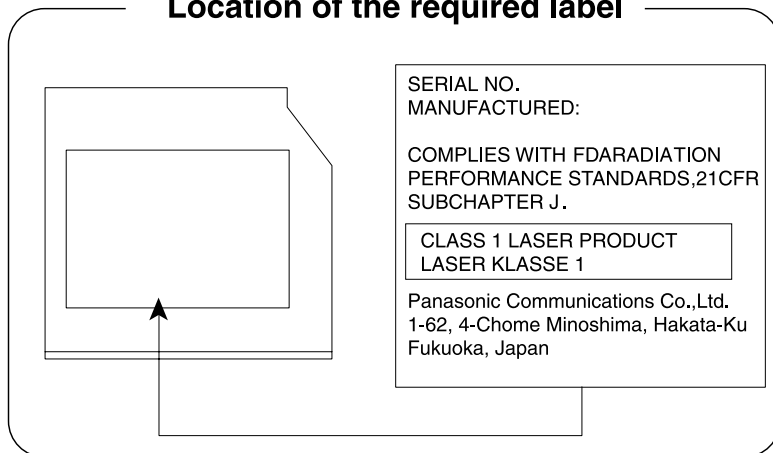 Location of the required label
SERIAL NO.
MANUFACTURED:
COMPLIES WITH FDARADIATION
PERFORMANCE STANDARDS,21CFR
SUBCHAPTER J.
CLASS 1 LASER PRODUCT
LASER KLASSE 1
Panasonic Communications Co.,Ltd.
1-62, 4-Chome Minoshima, Hakata-Ku
Fukuoka, Japan